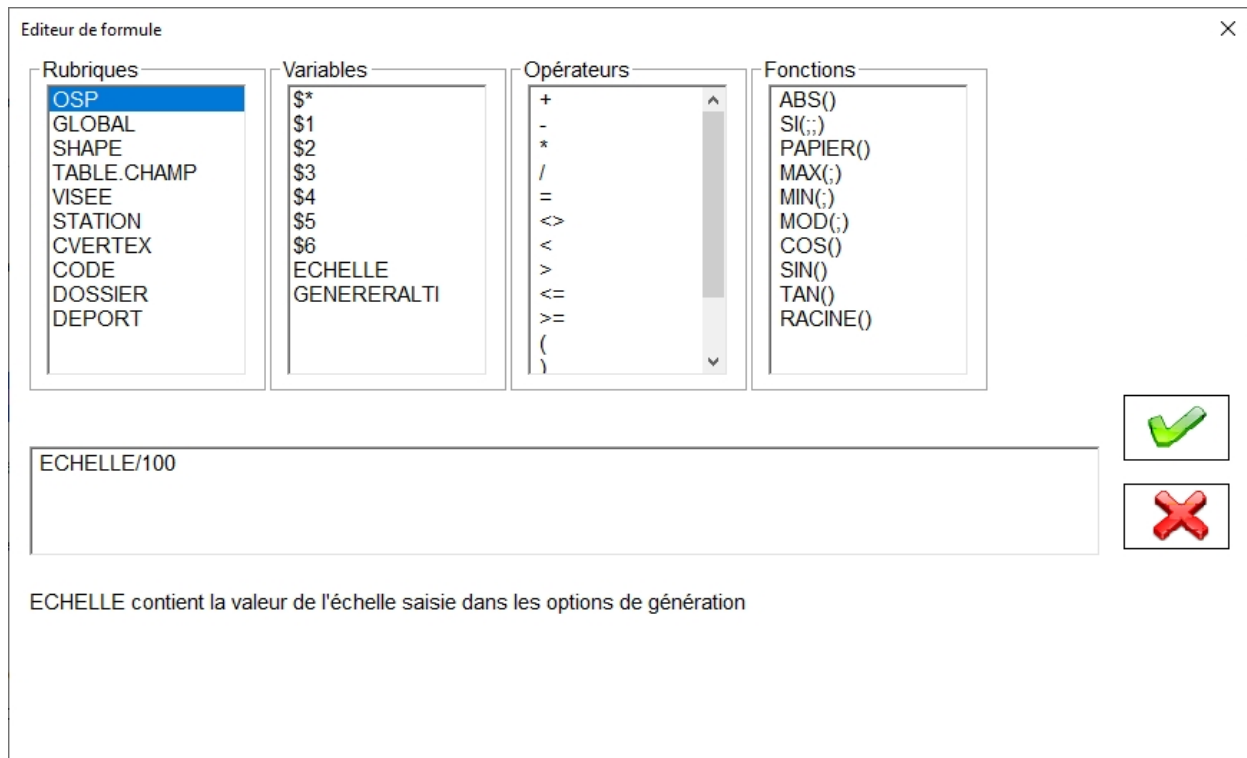 Editeur de formule
Rubriques
OSP
GLOBAL
SHAPE
TABLE.CHAMP
VISEE
STATION
CVERTEX
CODE
DOSSIER
DEPORT
Variables
$*
$1
$2
$3
$4
$5
$6
ECHELLE
GENERERALTI
Opérateurs
+
-
*
/
=
<>
<
>
<=
>=
(
)
Fonctions
ABS()
SI(;;)
PAPIER()
MAX(;)
MIN(;)
MOD(;)
COS()
SIN()
TAN()
RACINE()
ECHELLE/100
ECHELLE contient la valeur de l'échelle saisie dans les options de génération